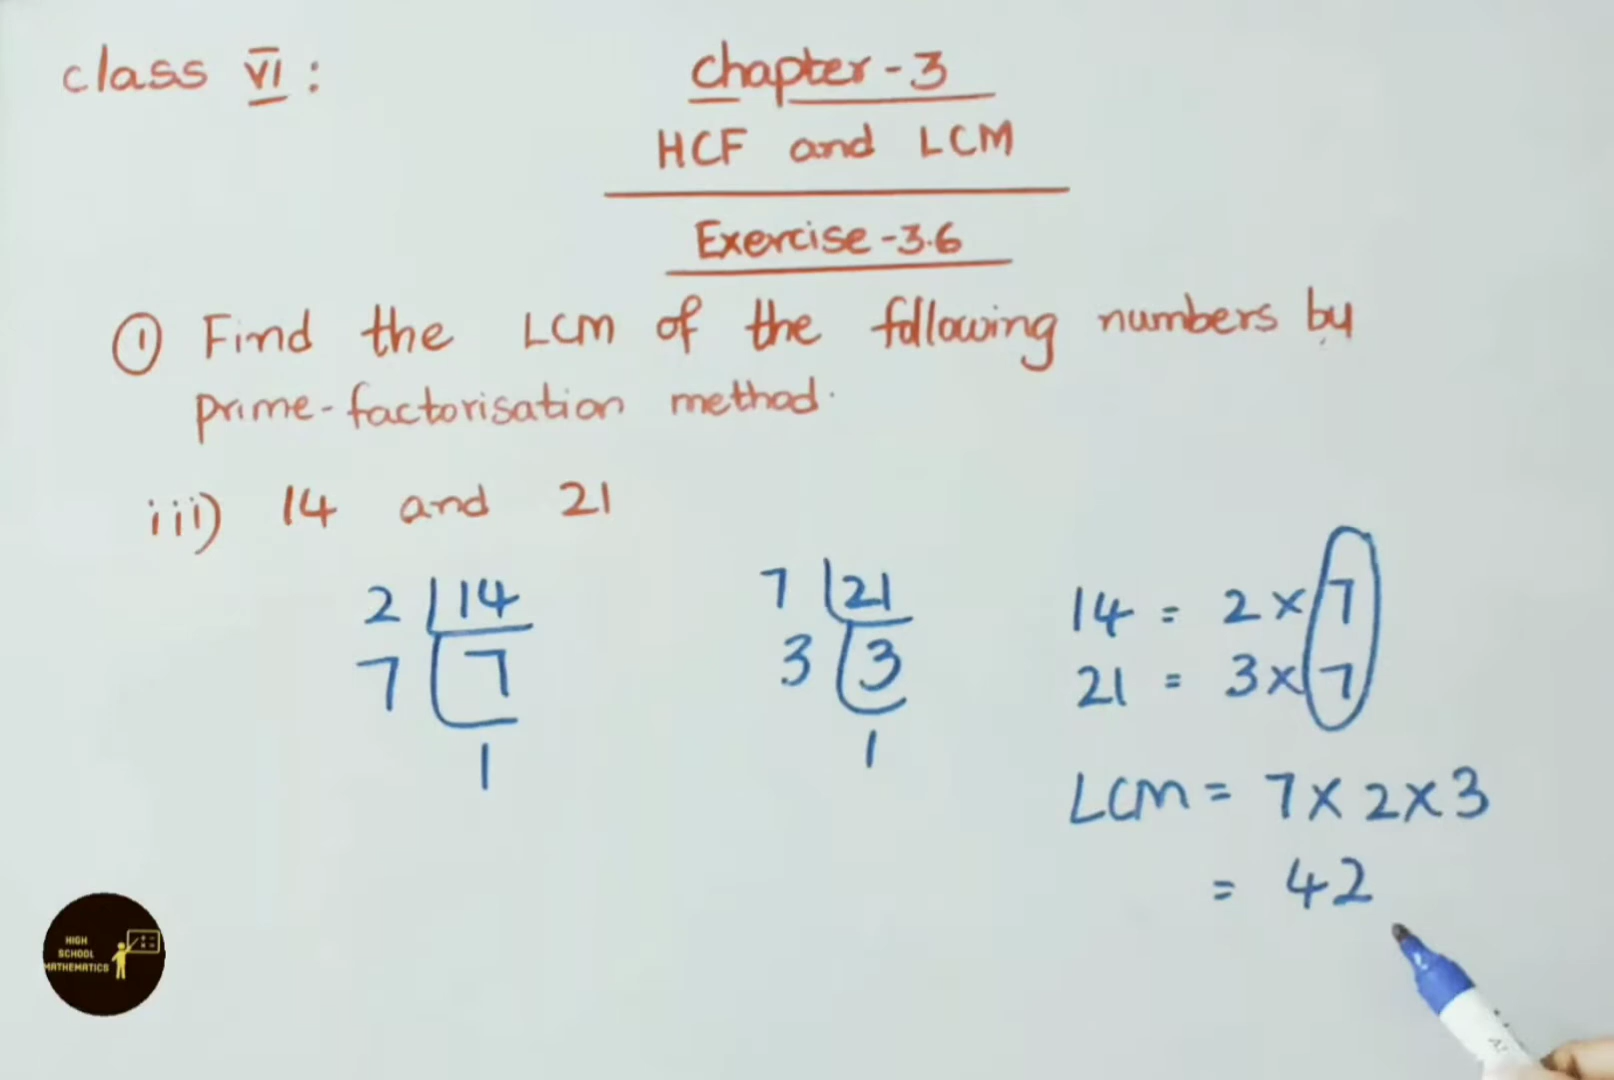 class VI :
Chapter - 3
HCF and LCM
Exercise - 3.6
① Find the LCM of the following numbers by
prime-factorisation method.
iii) 14 and 21
2 | 14
7 | 7
1
7 | 21
3 | 3
1
14 = 2 × 7
21 = 3 × 7
LCM = 7 × 2 × 3
= 42
HIGH
SCHOOL
MATHEMATICS